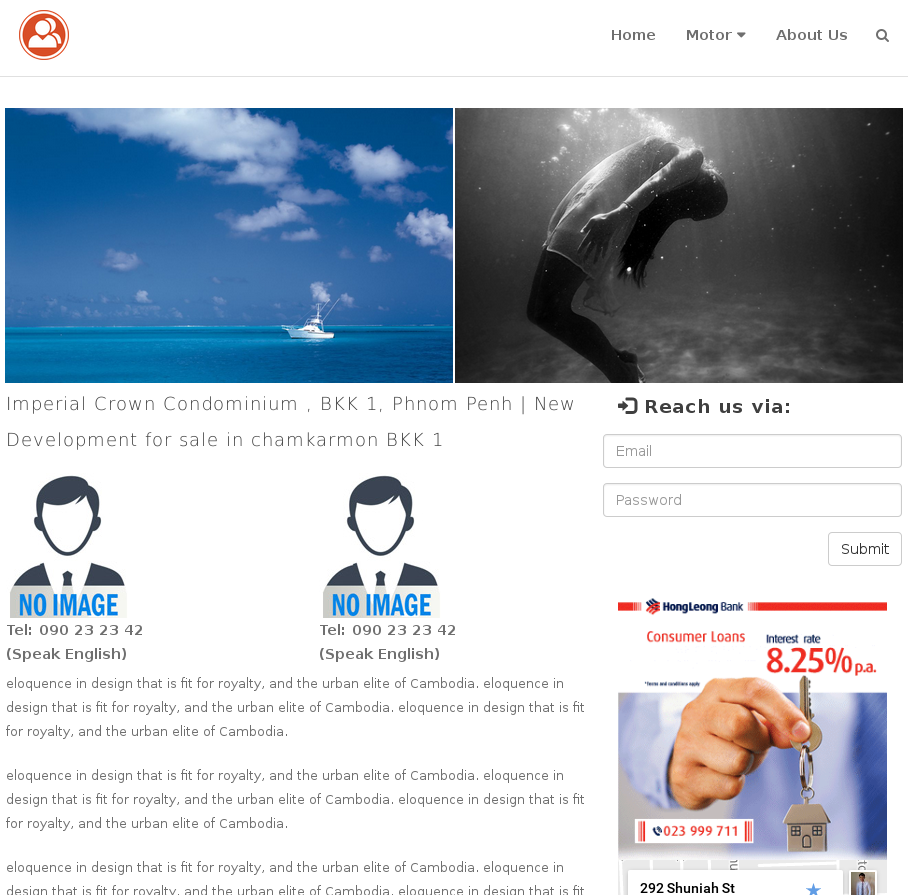 Home
Motor
About Us
Imperial Crown Condominium , BKK 1, Phnom Penh | New
Development for sale in chamkarmon BKK 1
NO IMAGE
Tel: 090 23 23 42
(Speak English)
NO IMAGE
Tel: 090 23 23 42
(Speak English)
eloquence in design that is fit for royalty, and the urban elite of Cambodia. eloquence in
design that is fit for royalty, and the urban elite of Cambodia. eloquence in design that is fit
for royalty, and the urban elite of Cambodia.
eloquence in design that is fit for royalty, and the urban elite of Cambodia. eloquence in
design that is fit for royalty, and the urban elite of Cambodia. eloquence in design that is fit
for royalty, and the urban elite of Cambodia.
eloquence in design that is fit for royalty, and the urban elite of Cambodia. eloquence in
design that is fit for royalty, and the urban elite of Cambodia. eloquence in design that is fit
Reach us via:
Email
Password
Submit
HongLeong Bank
Consumer Loans
Interest rate
8.25% p.a.
*Terms and conditions apply
023 999 711
292 Shuniah St